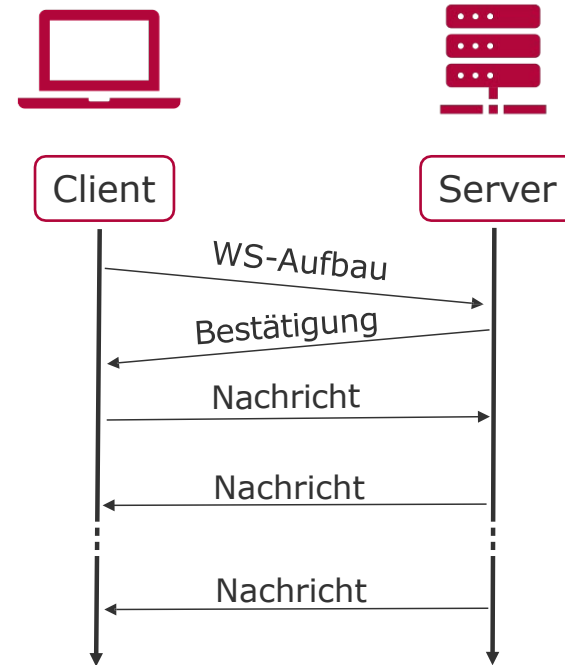 Client
Server
WS-Aufbau
Bestätigung
Nachricht
Nachricht
Nachricht